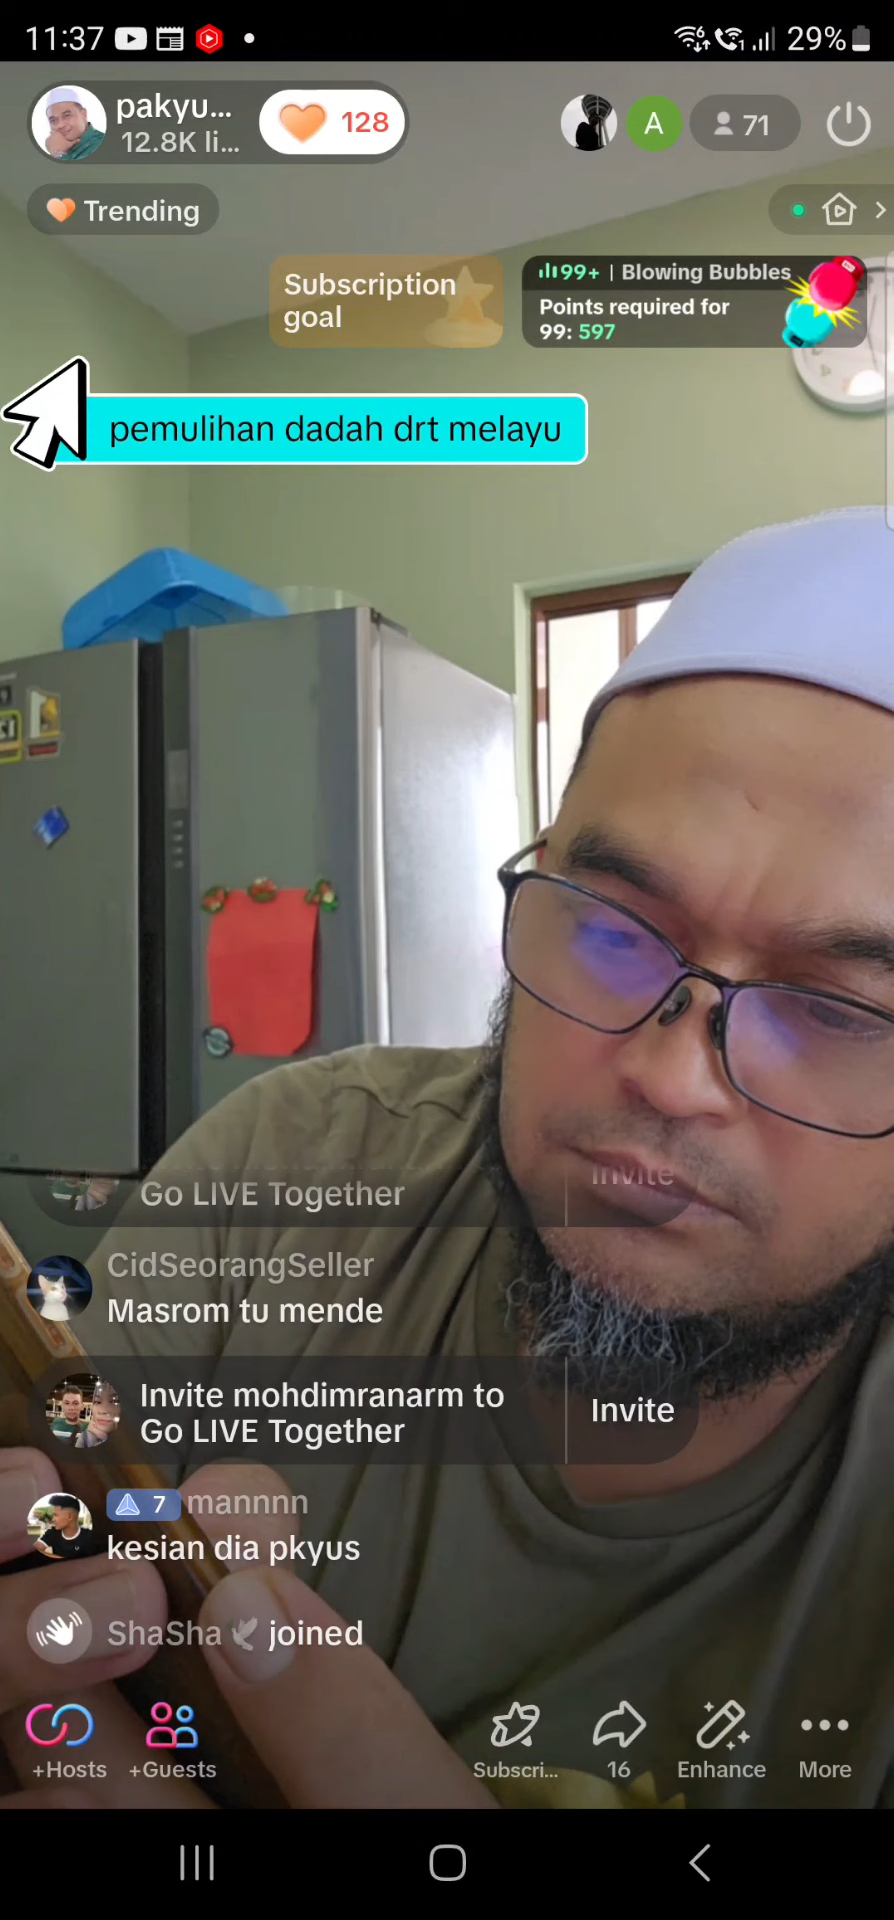 11:37
29%
pakyu...
12.8K li...
128
A
71
Trending
Subscription
goal
99+ | Blowing Bubbles
Points required for
99: 597
pemulihan dadah drt melayu
Go LIVE Together
Invite
CidSeorangSeller
Masrom tu mende
Invite mohdimranarm to
Go LIVE Together
Invite
7 mannnn
kesian dia pkyus
ShaSha joined
+Hosts
+Guests
Subscri...
16
Enhance
More